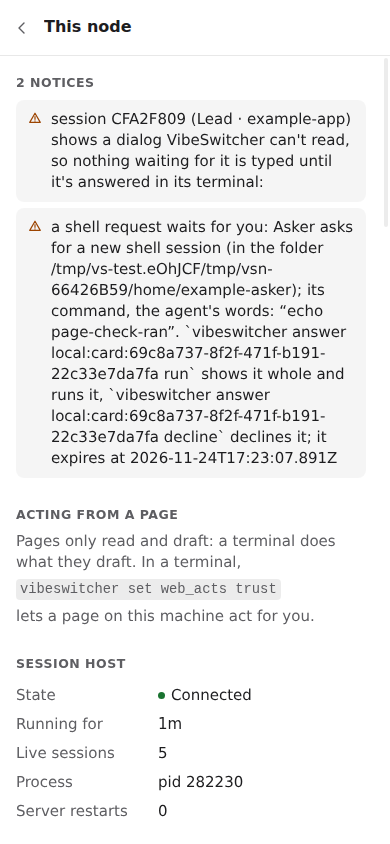 This node
2 NOTICES
session CFA2F809 (Lead · example-app)
shows a dialog VibeSwitcher can't read,
so nothing waiting for it is typed until
it's answered in its terminal:
a shell request waits for you: Asker asks
for a new shell session (in the folder
/tmp/vs-test.eOhJCF/tmp/vsn-
66426B59/home/example-asker); its
command, the agent's words: “echo
page-check-ran”. `vibeswitcher answer
local:card:69c8a737-8f2f-471f-b191-
22c33e7da7fa run` shows it whole and
runs it, `vibeswitcher answer
local:card:69c8a737-8f2f-471f-b191-
22c33e7da7fa decline` declines it; it
expires at 2026-11-24T17:23:07.891Z
ACTING FROM A PAGE
Pages only read and draft: a terminal does
what they draft. In a terminal,
vibeswitcher set web_acts trust
lets a page on this machine act for you.
SESSION HOST
State Connected
Running for 1m
Live sessions 5
Process pid 282230
Server restarts 0